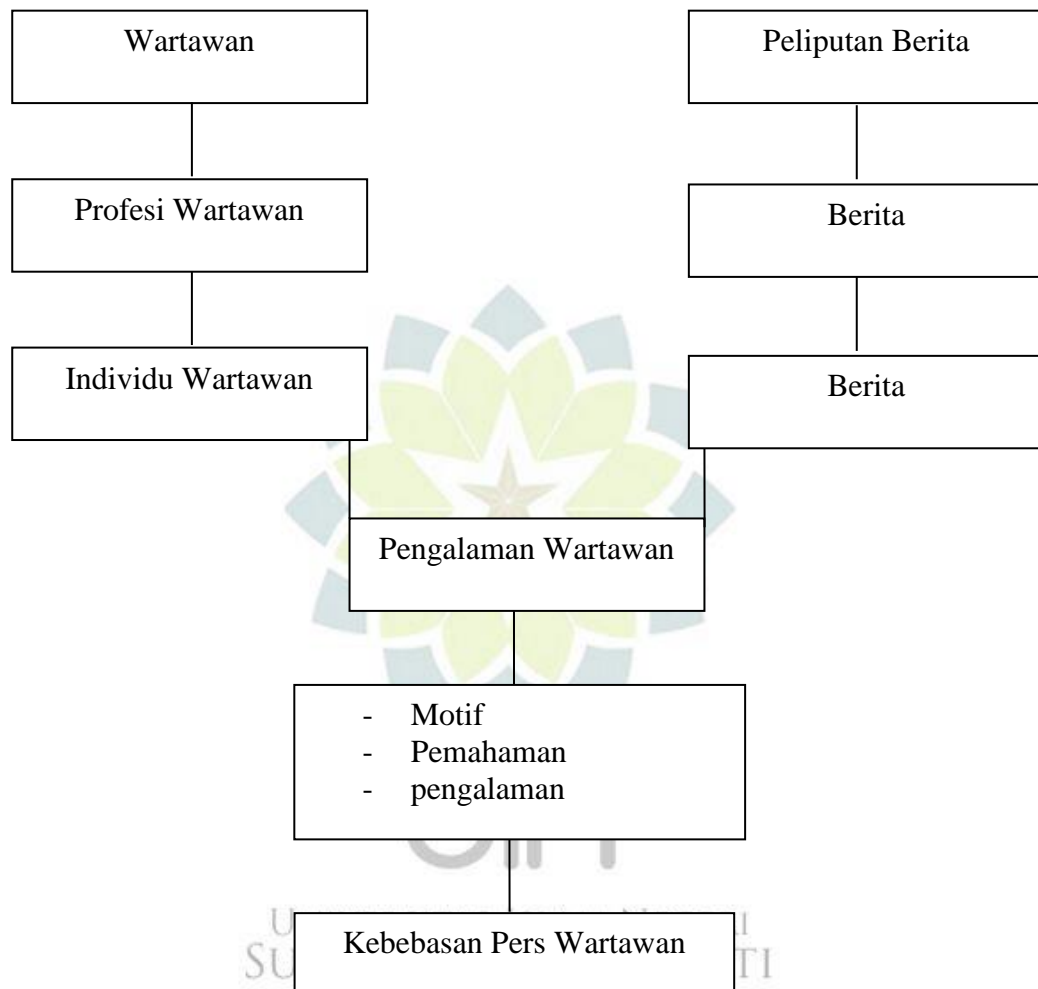 Wartawan
Peliputan Berita
Profesi Wartawan
Berita
Individu Wartawan
Berita
Pengalaman Wartawan
- Motif
- Pemahaman
- pengalaman
Kebebasan Pers Wartawan